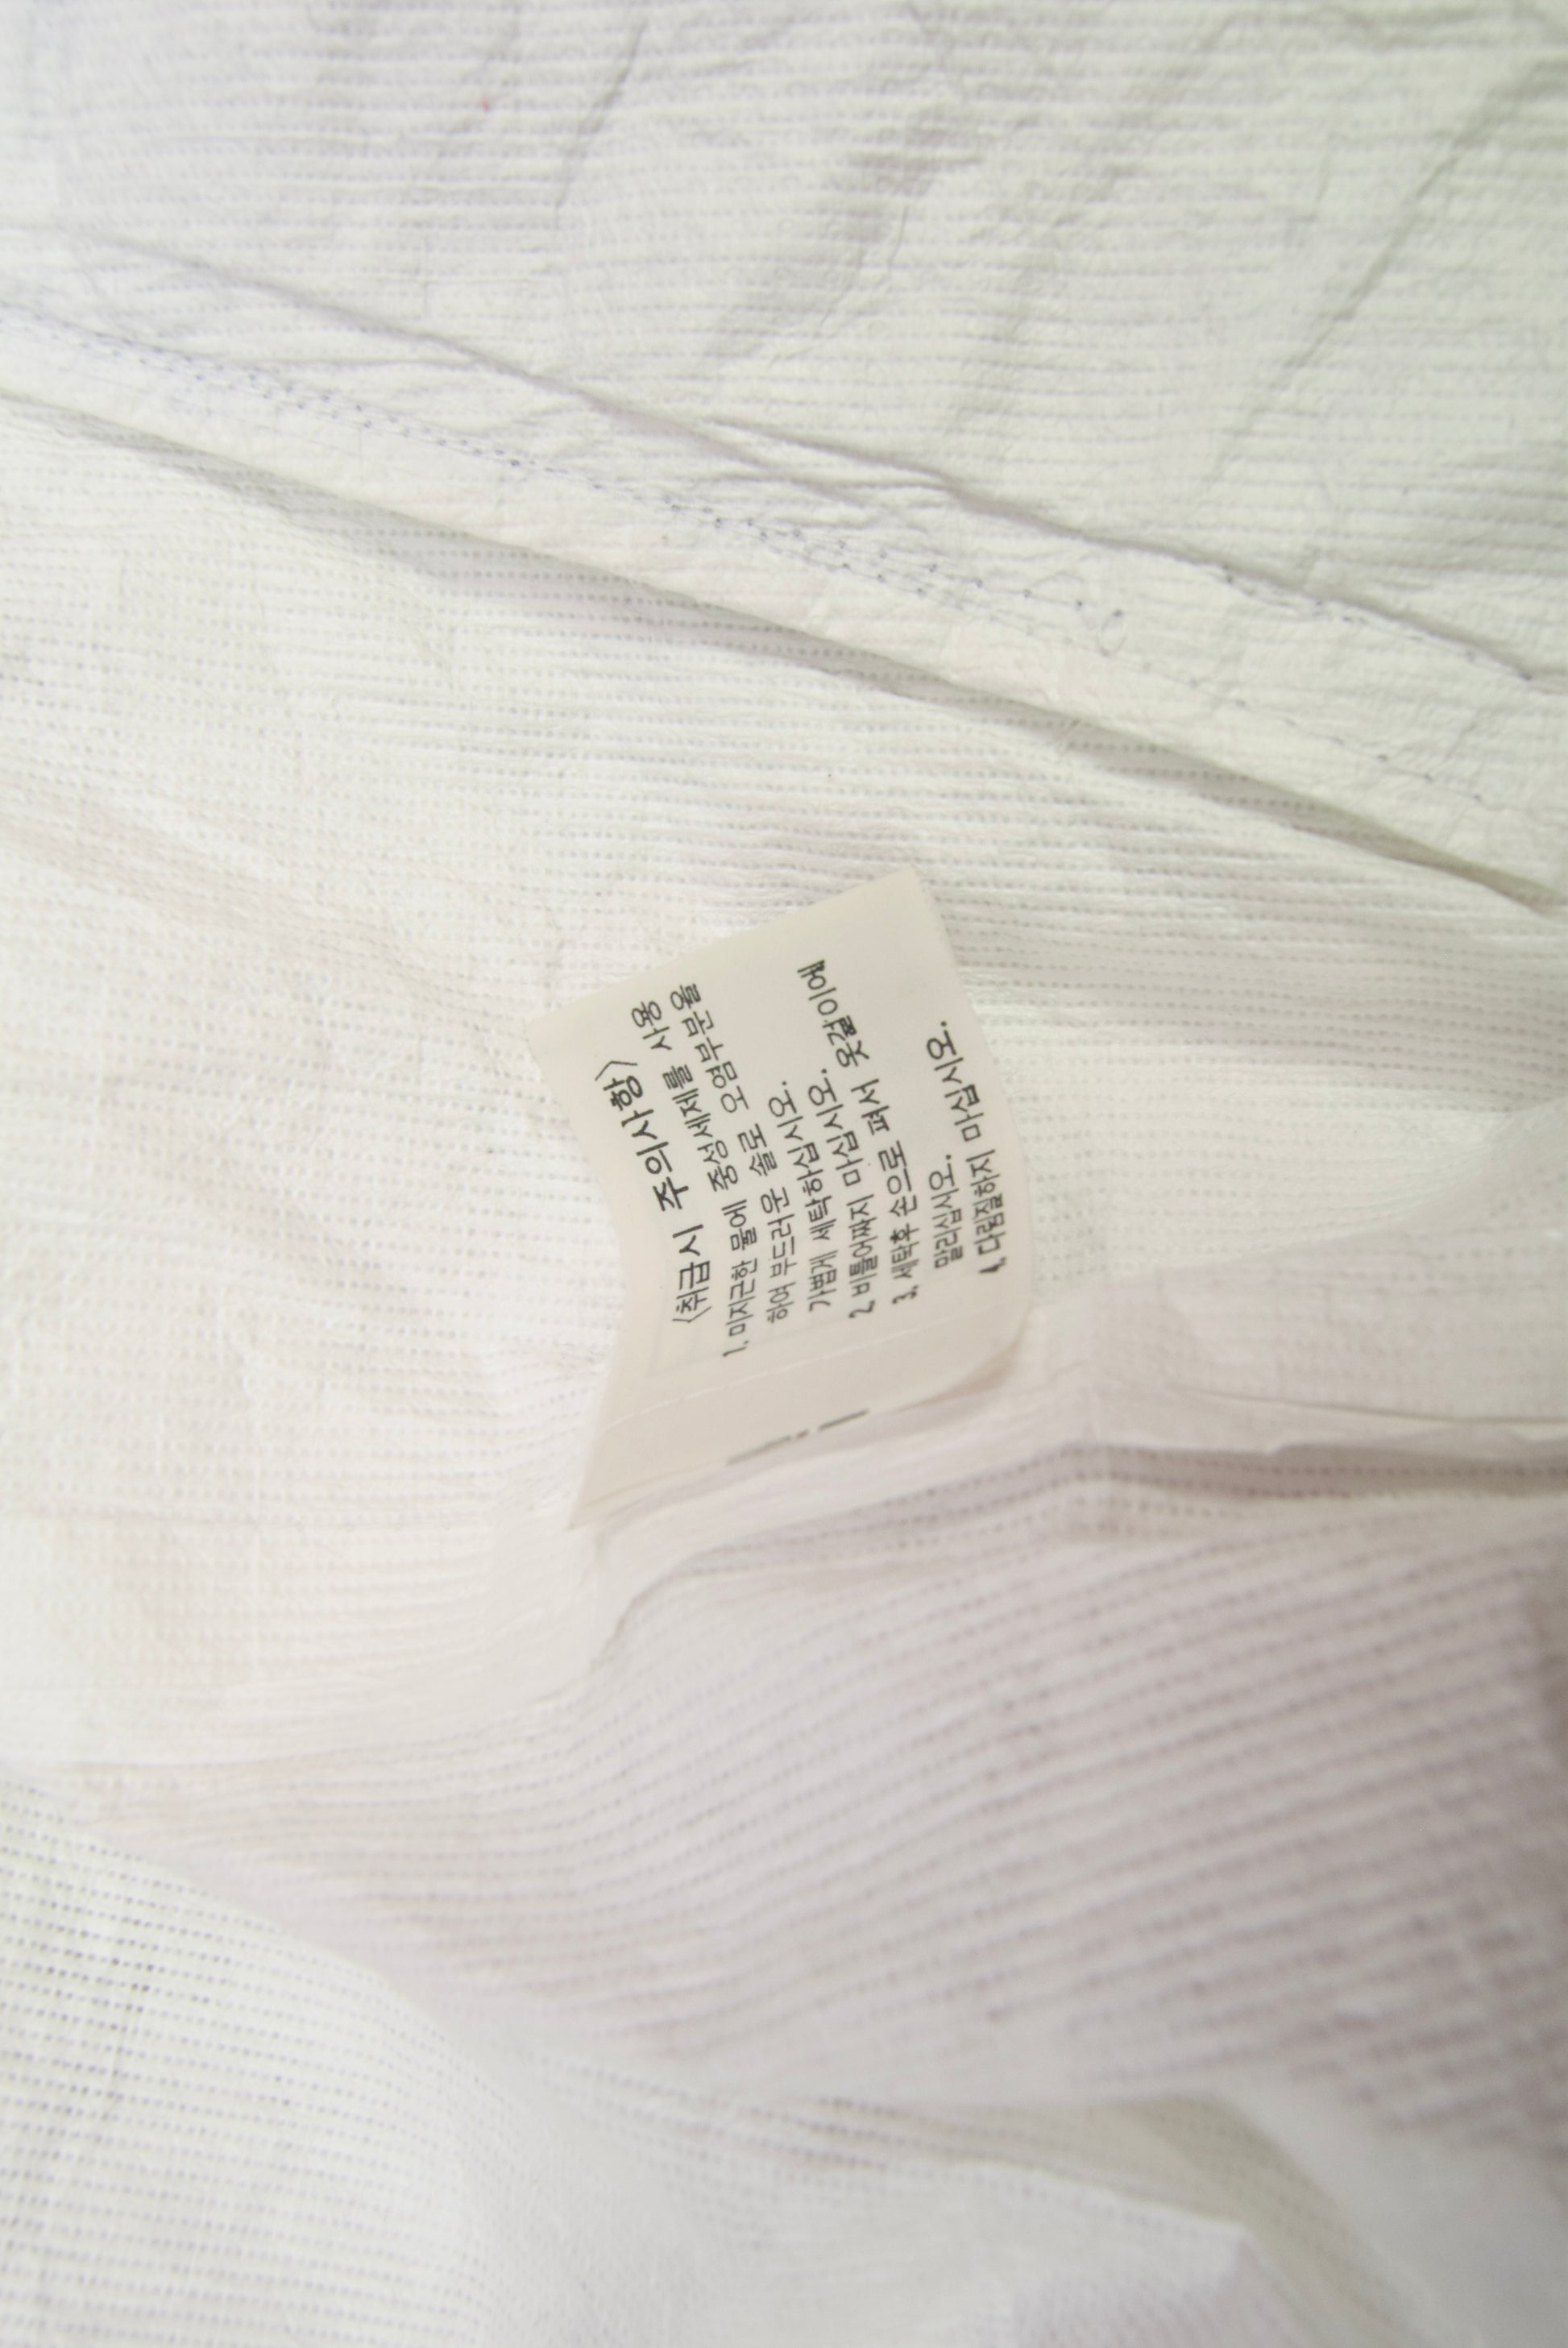 〈취급시 주의사항〉
1. 미지근한 물에 중성세제를 사용
하여 부드러운 솔로 오염부분을
가볍게 세탁하십시오.
2. 비틀어짜지 마십시오.
3. 세탁후 손으로 펴서 옷걸이에
말리십시오.
4. 다림질하지 마십시오.